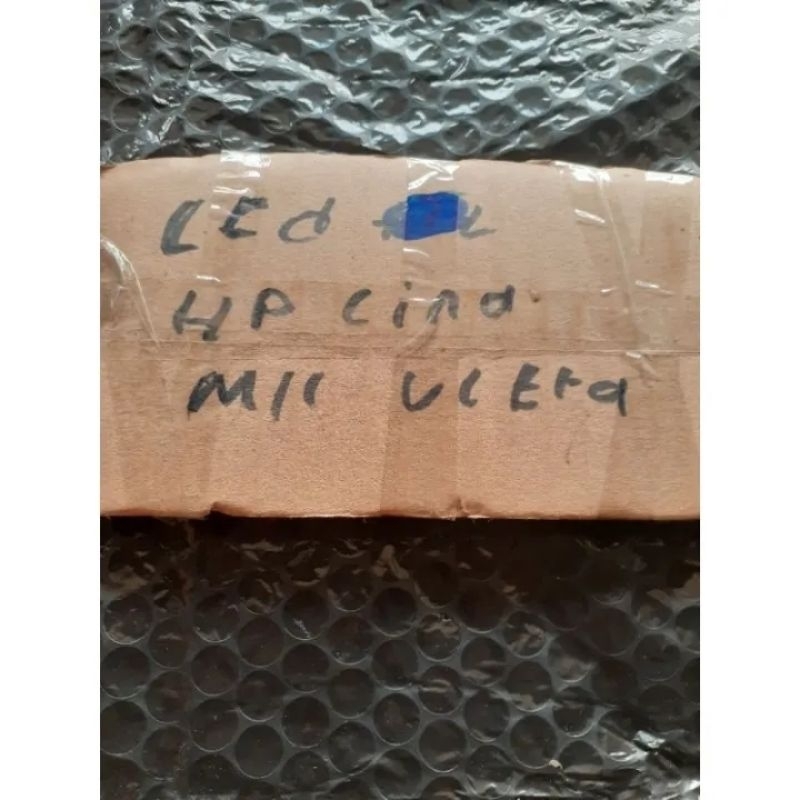 LEd
HP Cina
M11 ULtra